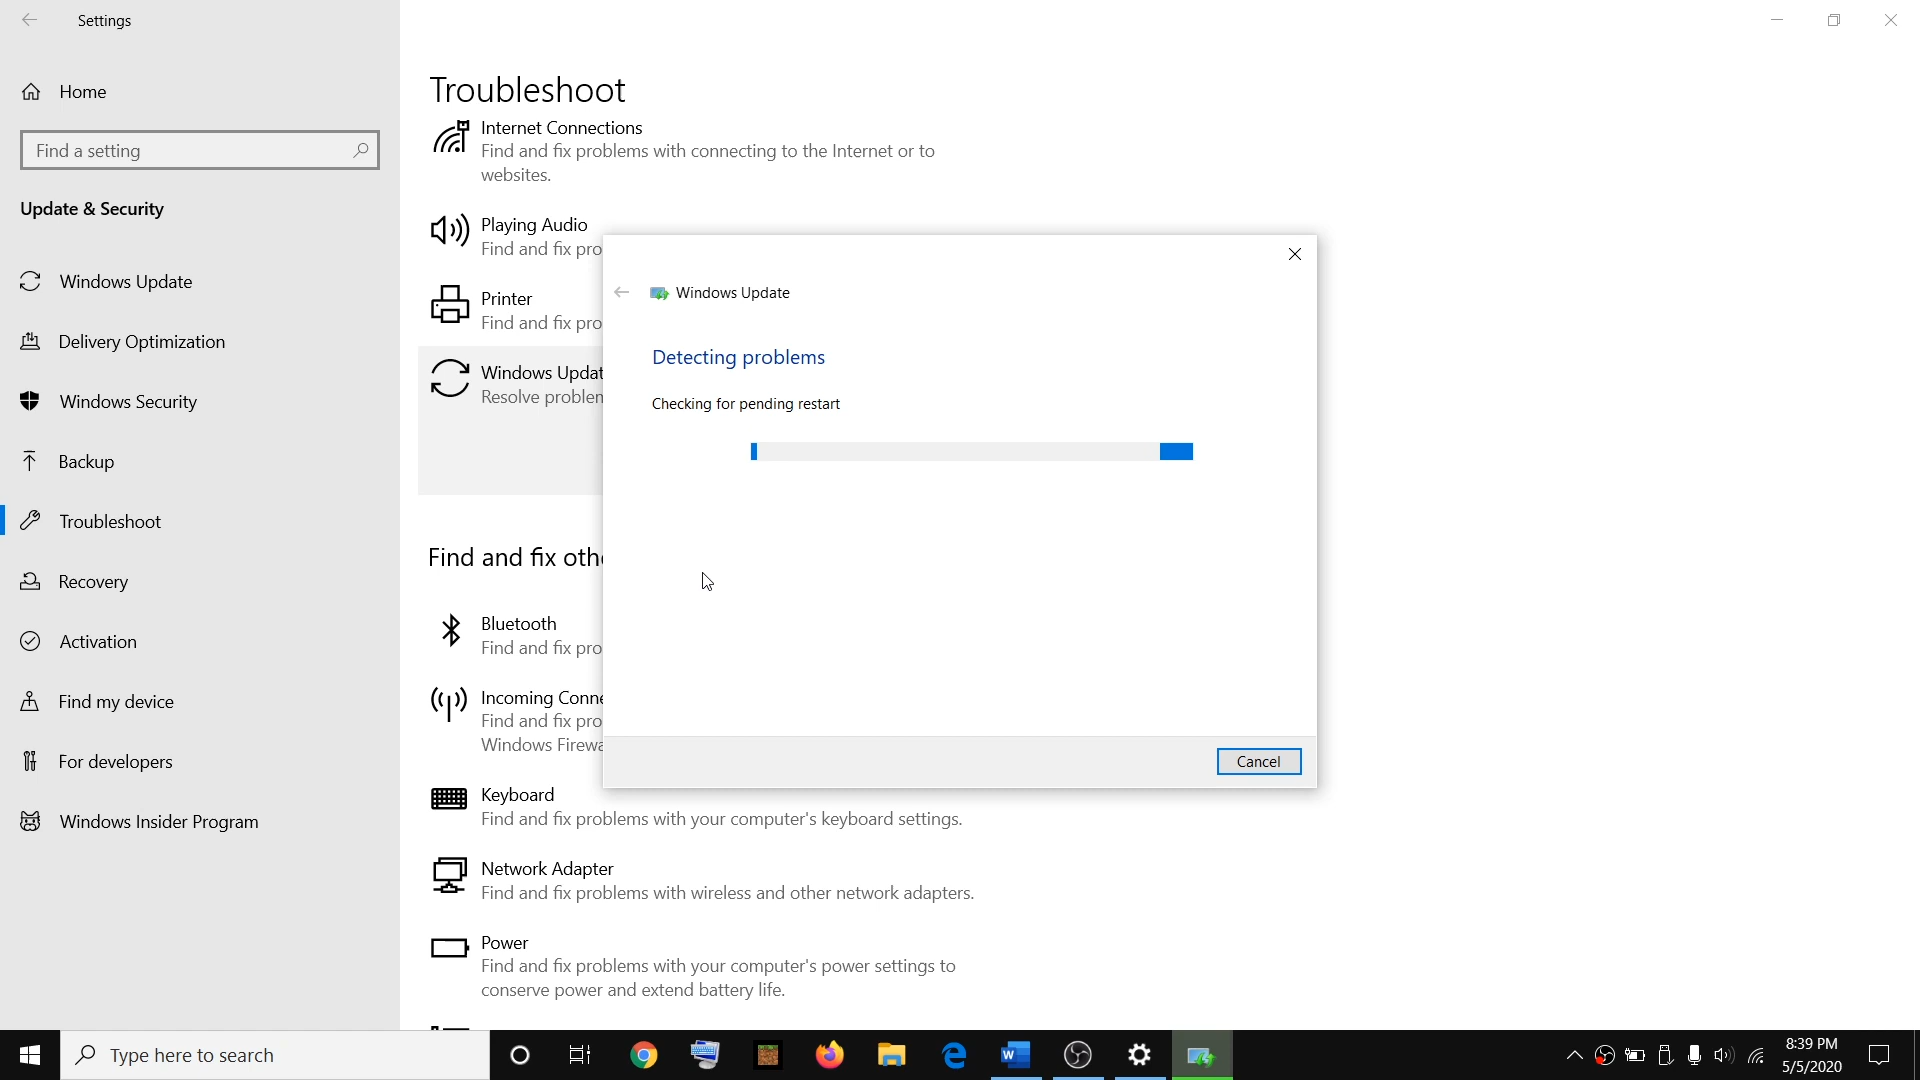 Settings
Home
Find a setting
Update & Security
Windows Update
Delivery Optimization
Windows Security
Backup
Troubleshoot
Recovery
Activation
Find my device
For developers
Windows Insider Program
Troubleshoot
Internet Connections
Find and fix problems with connecting to the Internet or to
websites.
Playing Audio
Find and fix pro
Printer
Find and fix pro
Windows Updat
Resolve problem
Find and fix othe
Bluetooth
Find and fix pro
Incoming Conne
Find and fix pro
Windows Firewa
Keyboard
Find and fix problems with your computer's keyboard settings.
Network Adapter
Find and fix problems with wireless and other network adapters.
Power
Find and fix problems with your computer's power settings to
conserve power and extend battery life.
Windows Update
Detecting problems
Checking for pending restart
Cancel
Type here to search
8:39 PM
5/5/2020